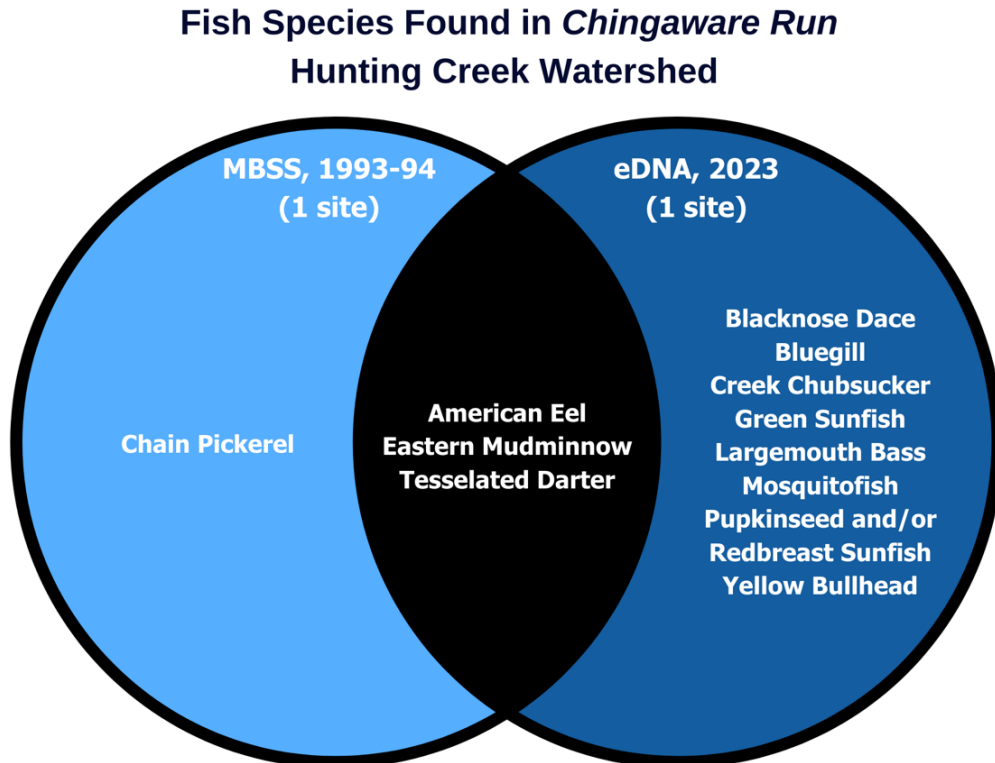 Fish Species Found in Chingaware Run
Hunting Creek Watershed
MBSS, 1993-94
(1 site)
Chain Pickerel
American Eel
Eastern Mudminnow
Tesselated Darter
eDNA, 2023
(1 site)
Blacknose Dace
Bluegill
Creek Chubsucker
Green Sunfish
Largemouth Bass
Mosquitofish
Pupkinseed and/or
Redbreast Sunfish
Yellow Bullhead